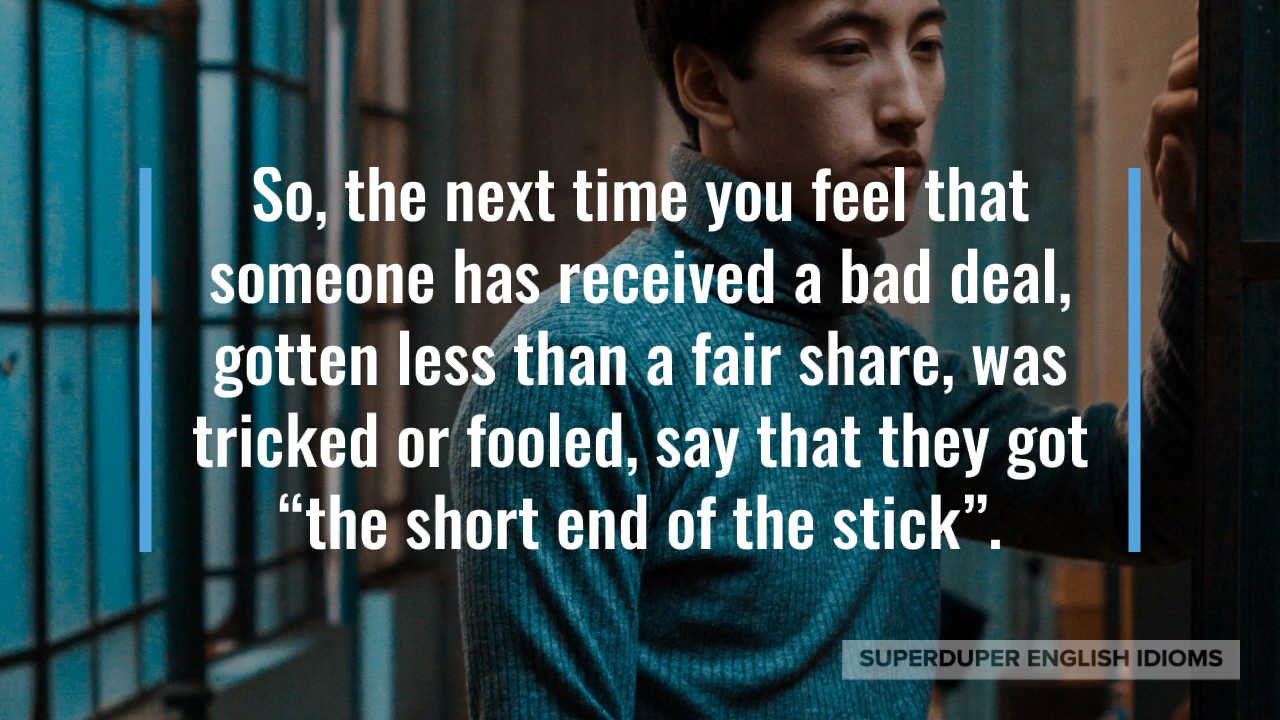 So, the next time you feel that
someone has received a bad deal,
gotten less than a fair share, was
tricked or fooled, say that they got
“the short end of the stick”.
SUPERDUPER ENGLISH IDIOMS